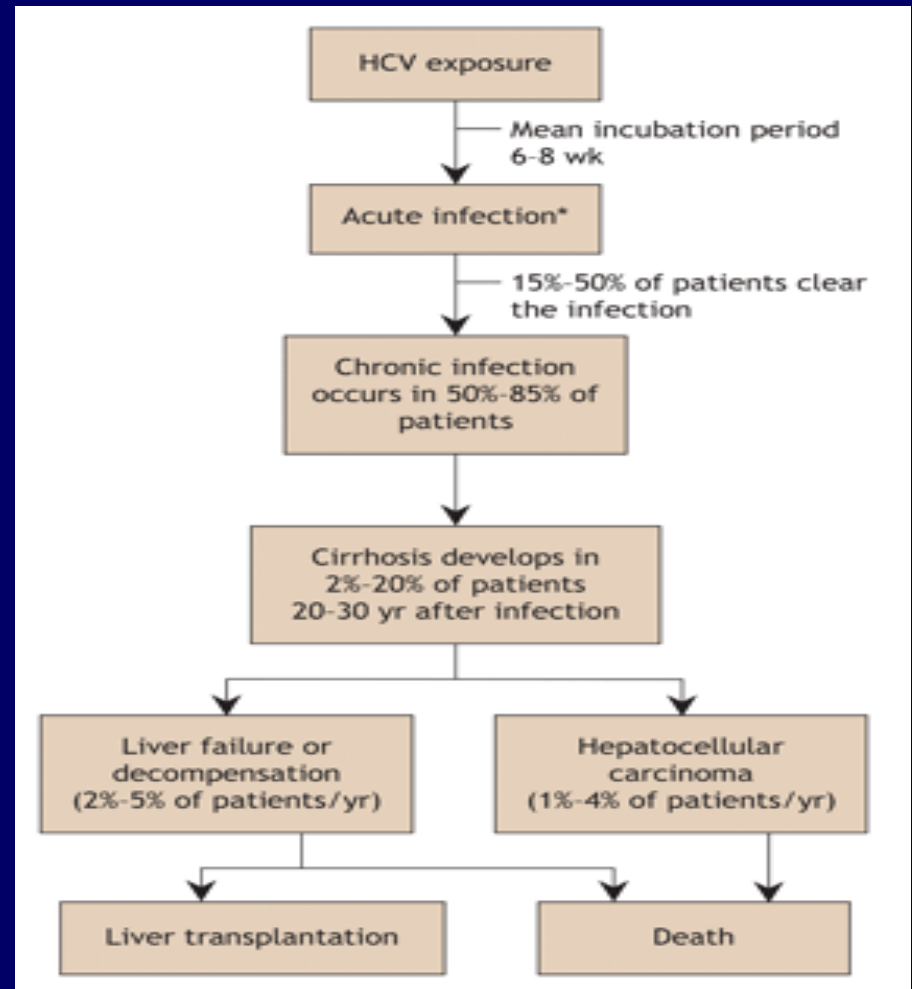 HCV exposure
Mean incubation period
6-8 wk
Acute infection*
15%-50% of patients clear
the infection
Chronic infection
occurs in 50%-85% of
patients
Cirrhosis develops in
2%-20% of patients
20-30 yr after infection
Liver failure or
decompensation
(2%-5% of patients/yr)
Hepatocellular
carcinoma
(1%-4% of patients/yr)
Liver transplantation
Death